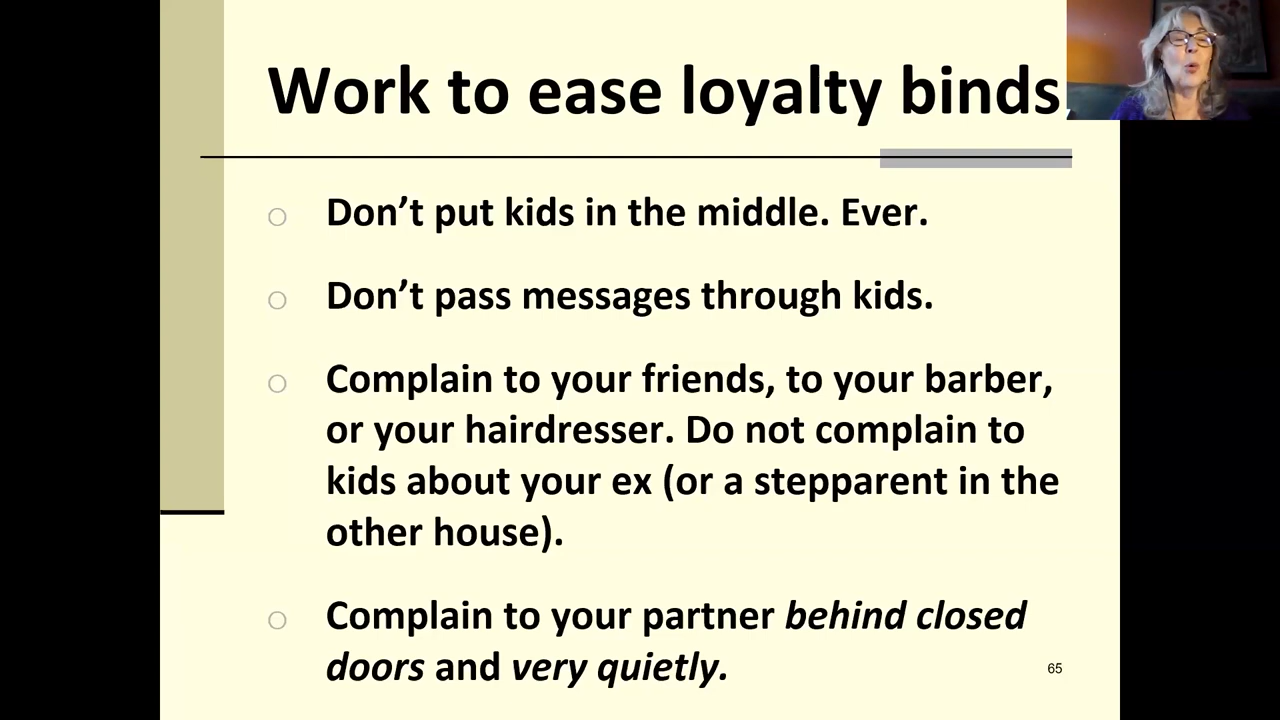 Work to ease loyalty binds.
Don’t put kids in the middle. Ever.
Don’t pass messages through kids.
Complain to your friends, to your barber,
or your hairdresser. Do not complain to
kids about your ex (or a stepparent in the
other house).
Complain to your partner behind closed
doors and very quietly.
65